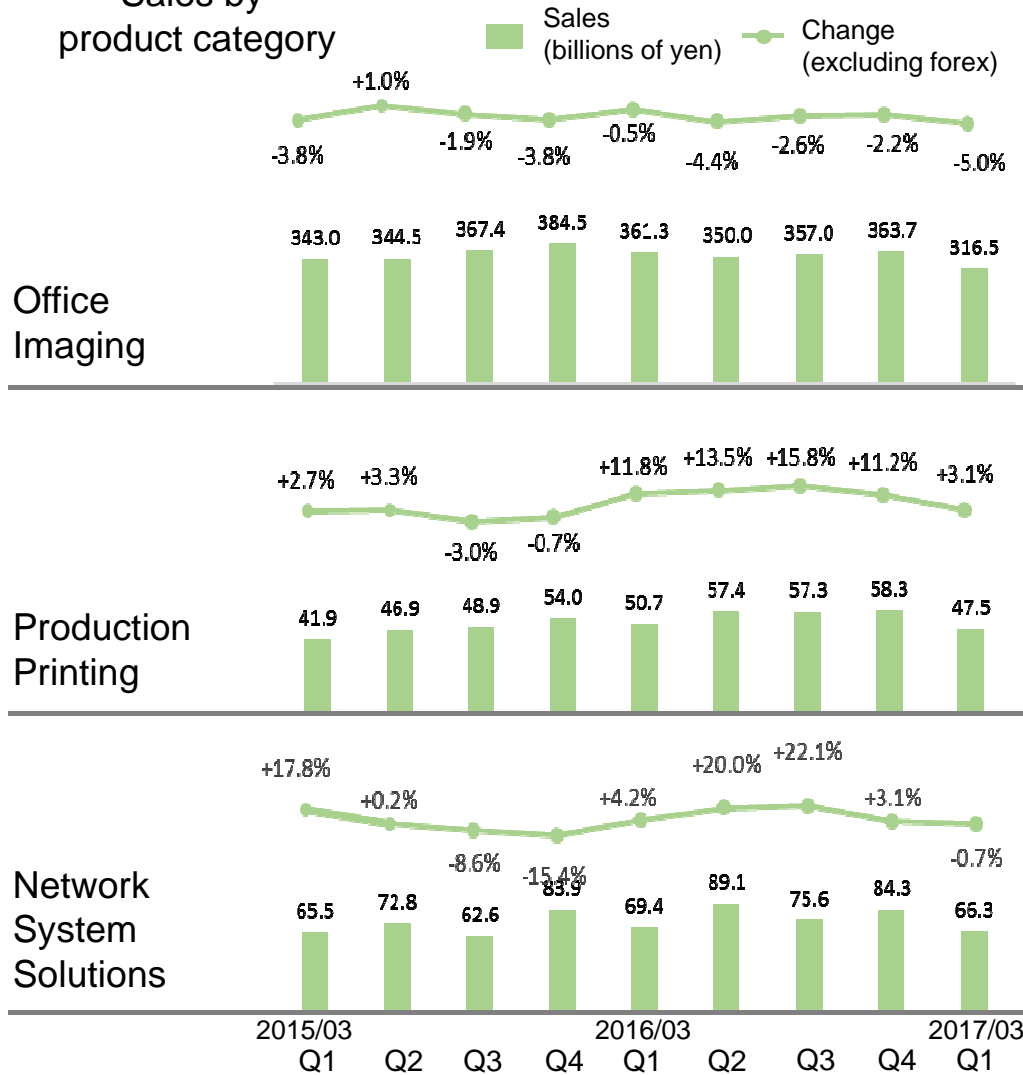 Sales by
product category
Sales
(billions of yen)
Change
(excluding forex)
+1.0%
-3.8%
-1.9%
-3.8%
-0.5%
-4.4%
-2.6%
-2.2%
-5.0%
343.0 344.5 367.4 384.5 361.3 350.0 357.0 363.7 316.5
Office
Imaging
+2.7% +3.3% -3.0% -0.7% +11.8% +13.5% +15.8% +11.2% +3.1%
41.9 46.9 48.9 54.0 50.7 57.4 57.3 58.3 47.5
Production
Printing
+17.8% +0.2% -8.6% -15.4% +4.2% +20.0% +22.1% +3.1% -0.7%
65.5 72.8 62.6 83.9 69.4 89.1 75.6 84.3 66.3
Network
System
Solutions
2015/03 2016/03 2017/03
Q1 Q2 Q3 Q4 Q1 Q2 Q3 Q4 Q1